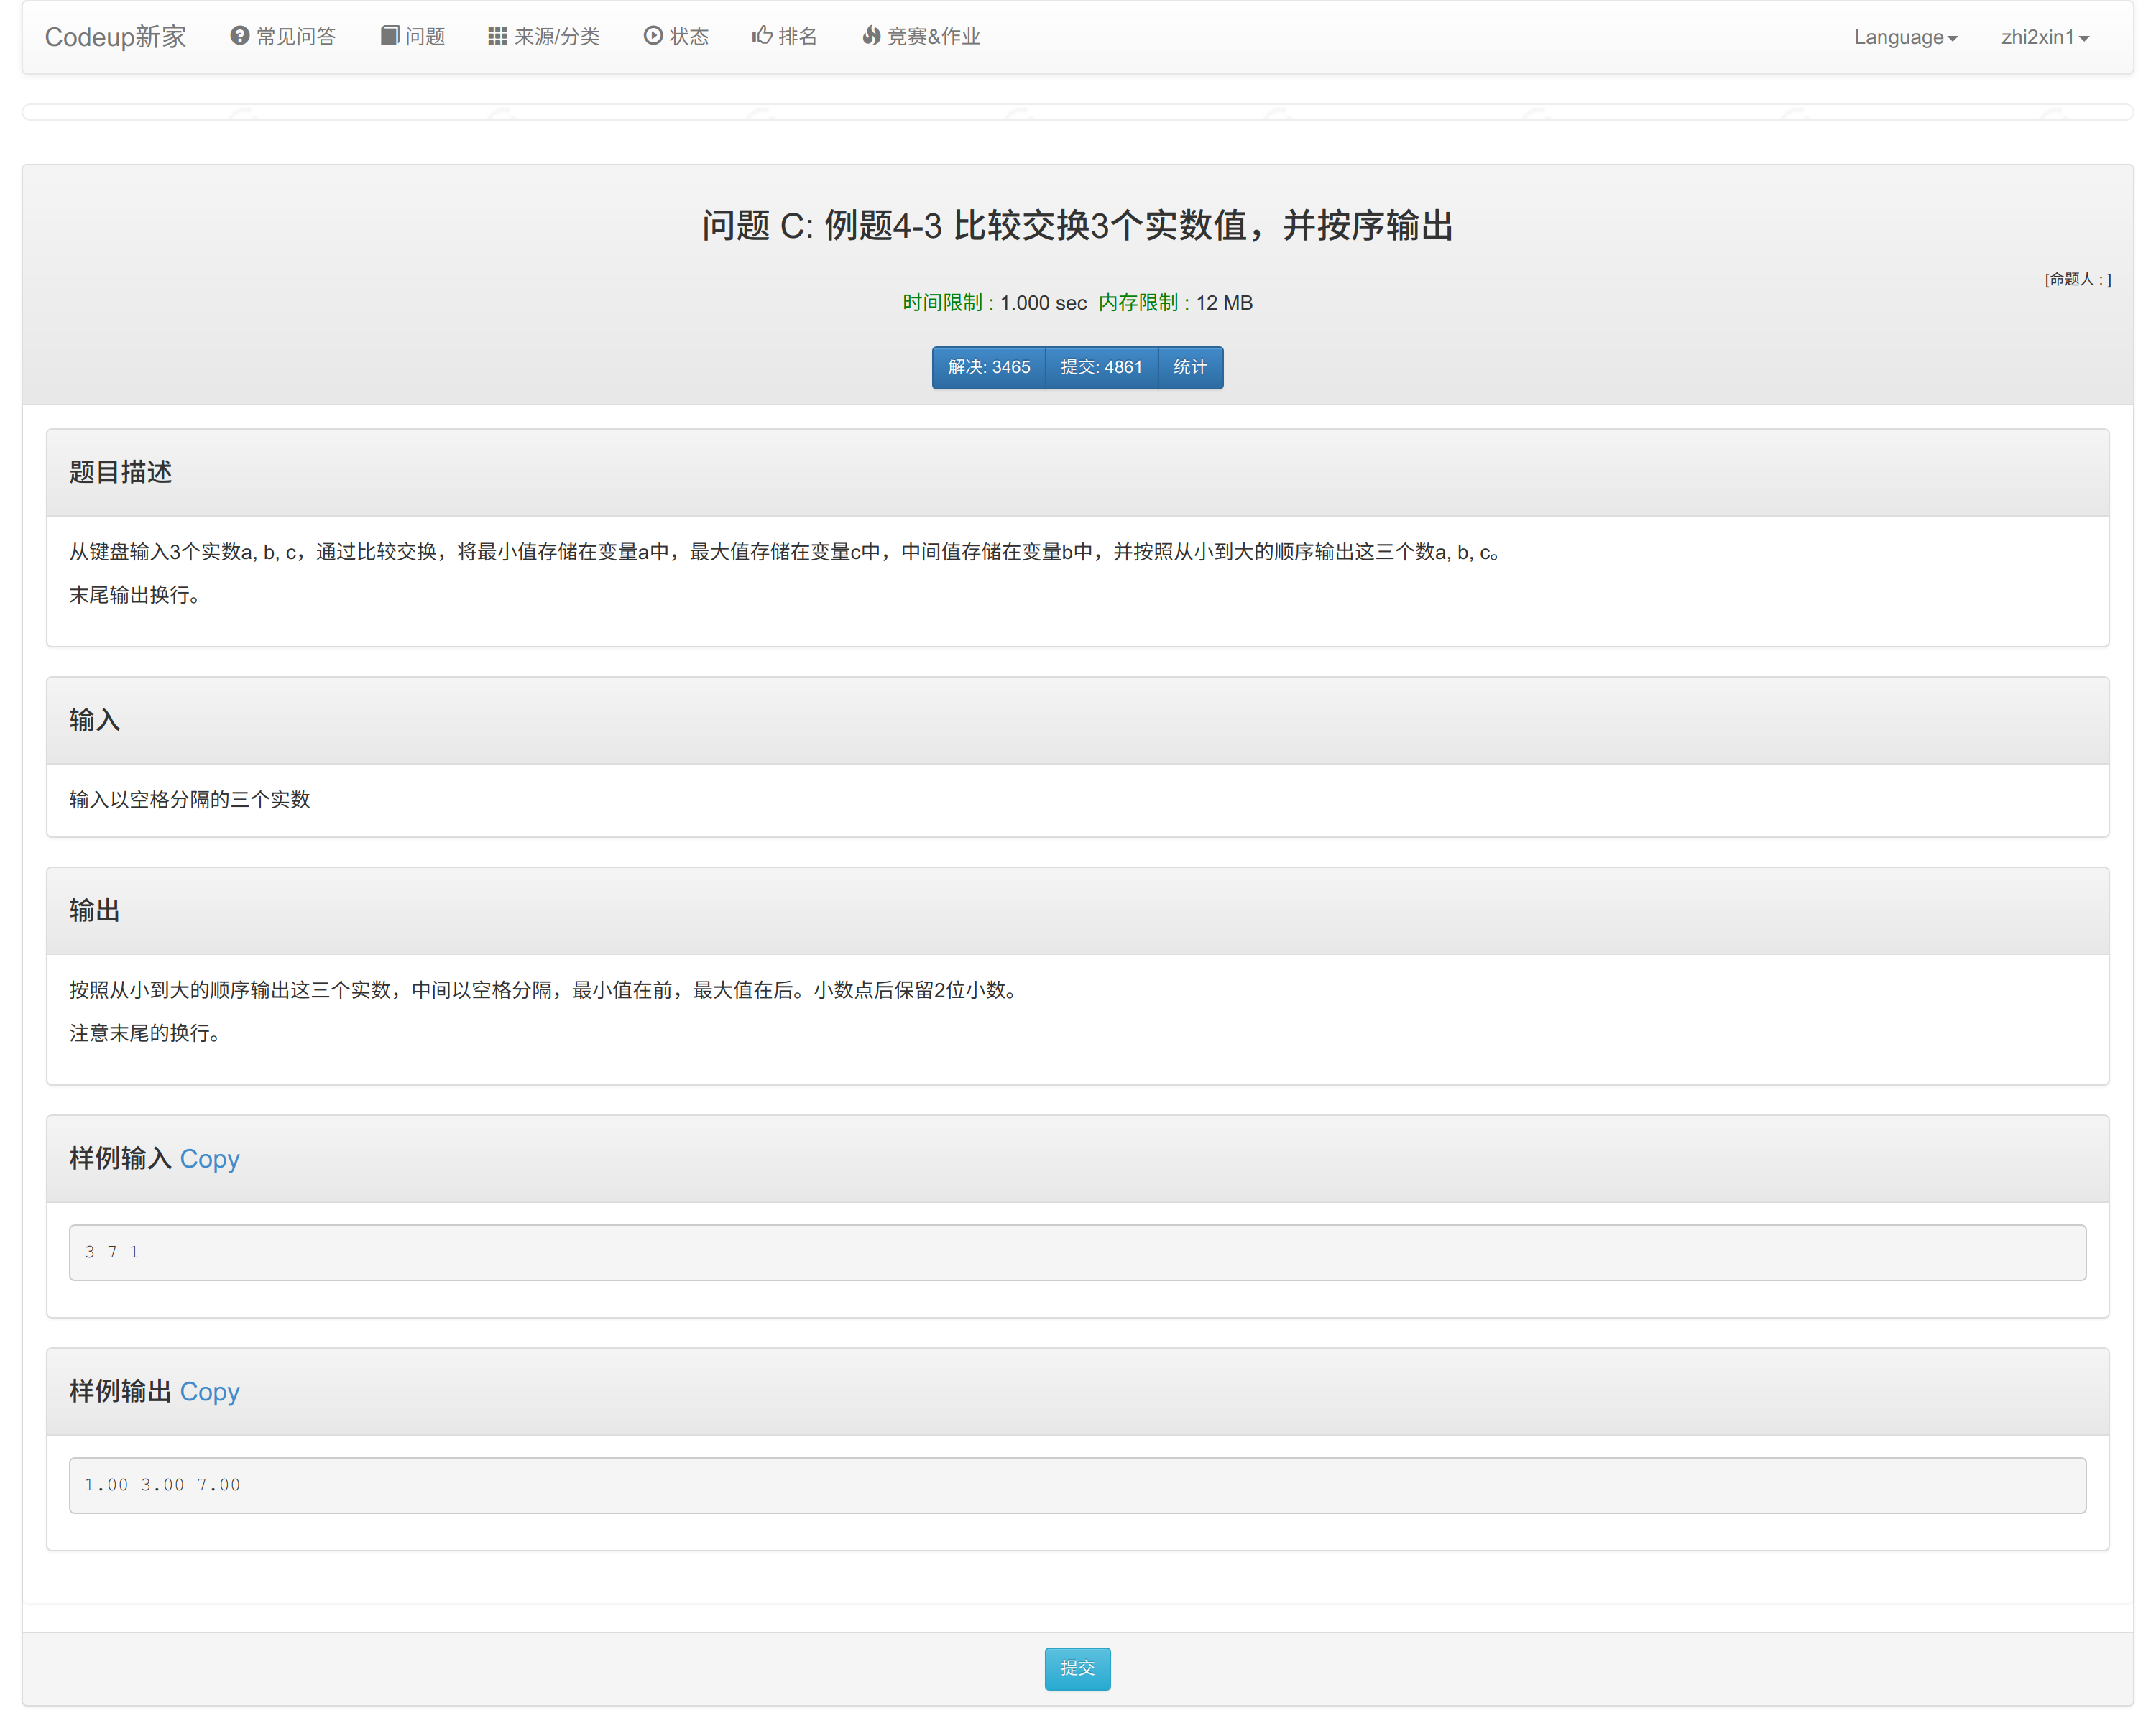 Codeup新家 常见问答 问题 来源/分类 状态 排名 竞赛&作业 Language zhi2xin1
问题 C: 例题4-3 比较交换3个实数值，并按序输出
[命题人 : ]
时间限制 : 1.000 sec 内存限制 : 12 MB
解决: 3465 提交: 4861 统计
题目描述
从键盘输入3个实数a, b, c，通过比较交换，将最小值存储在变量a中，最大值存储在变量c中，中间值存储在变量b中，并按照从小到大的顺序输出这三个数a, b, c。
末尾输出换行。
输入
输入以空格分隔的三个实数
输出
按照从小到大的顺序输出这三个实数，中间以空格分隔，最小值在前，最大值在后。小数点后保留2位小数。
注意末尾的换行。
样例输入 Copy
3 7 1
样例输出 Copy
1.00 3.00 7.00
提交